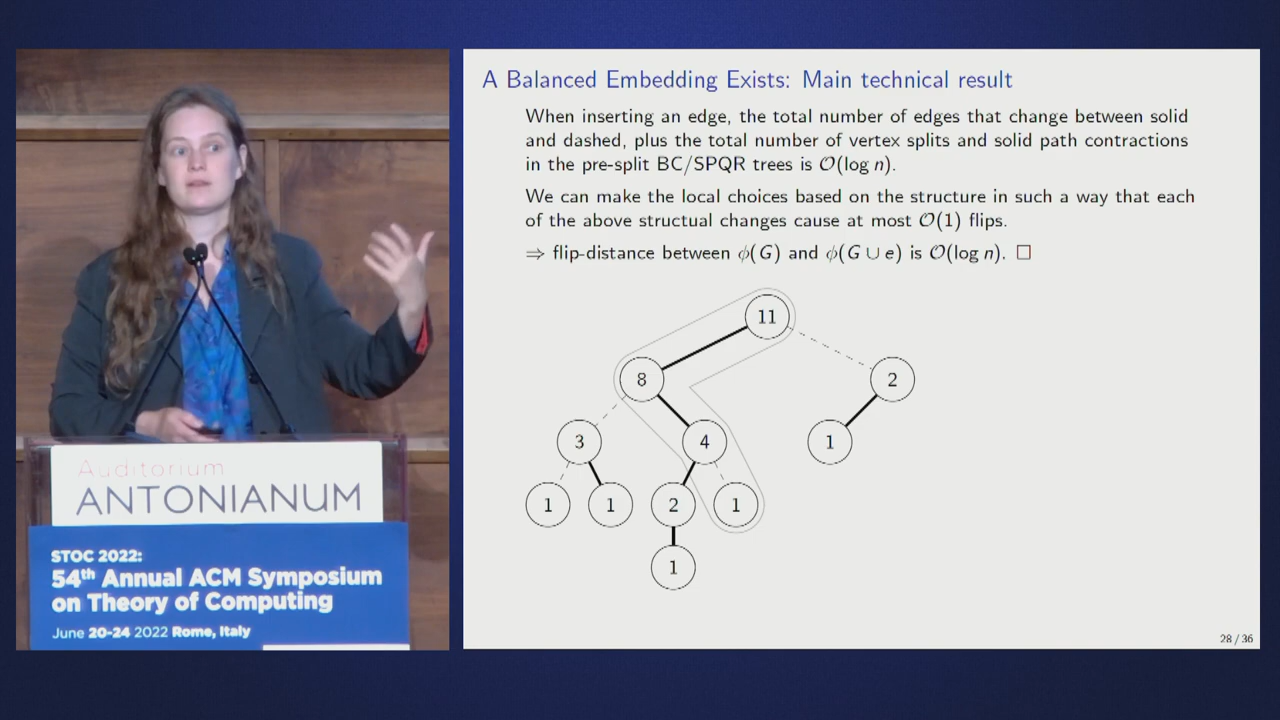 A Balanced Embedding Exists: Main technical result
When inserting an edge, the total number of edges that change between solid
and dashed, plus the total number of vertex splits and solid path contractions
in the pre-split BC/SPQR trees is O(log n).
We can make the local choices based on the structure in such a way that each
of the above structual changes cause at most O(1) flips.
⇒ flip-distance between ϕ(G) and ϕ(G ∪ e) is O(log n). □
11
8
2
3
4
1
1
1
2
1
1
28 / 36
Auditorium
ANTONIANUM
STOC 2022:
54th Annual ACM Symposium
on Theory of Computing
June 20-24 2022 Rome, Italy